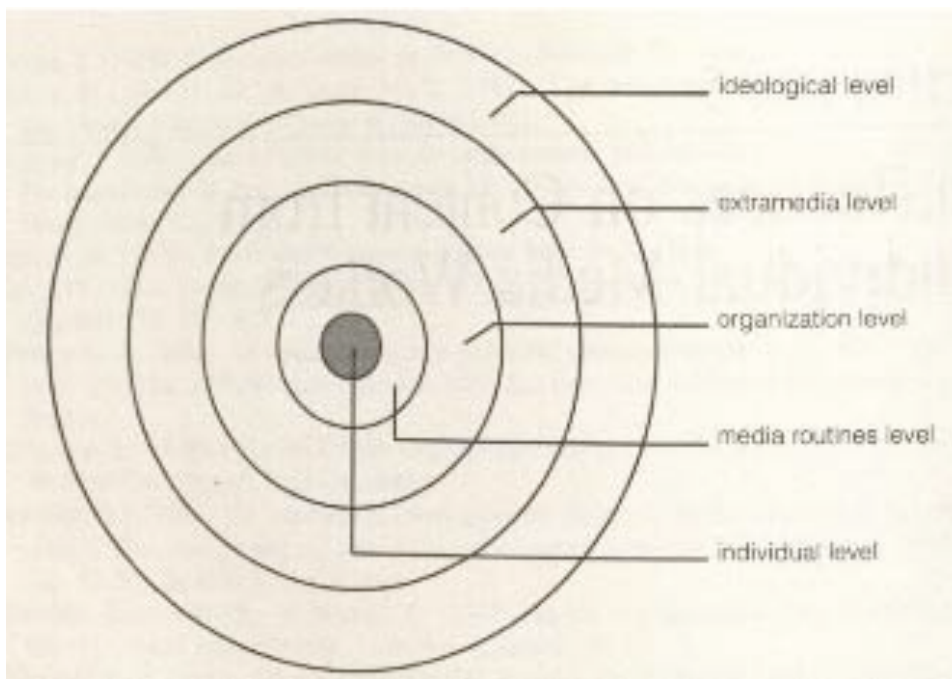 ideological level
extramedia level
organization level
media routines level
individual level